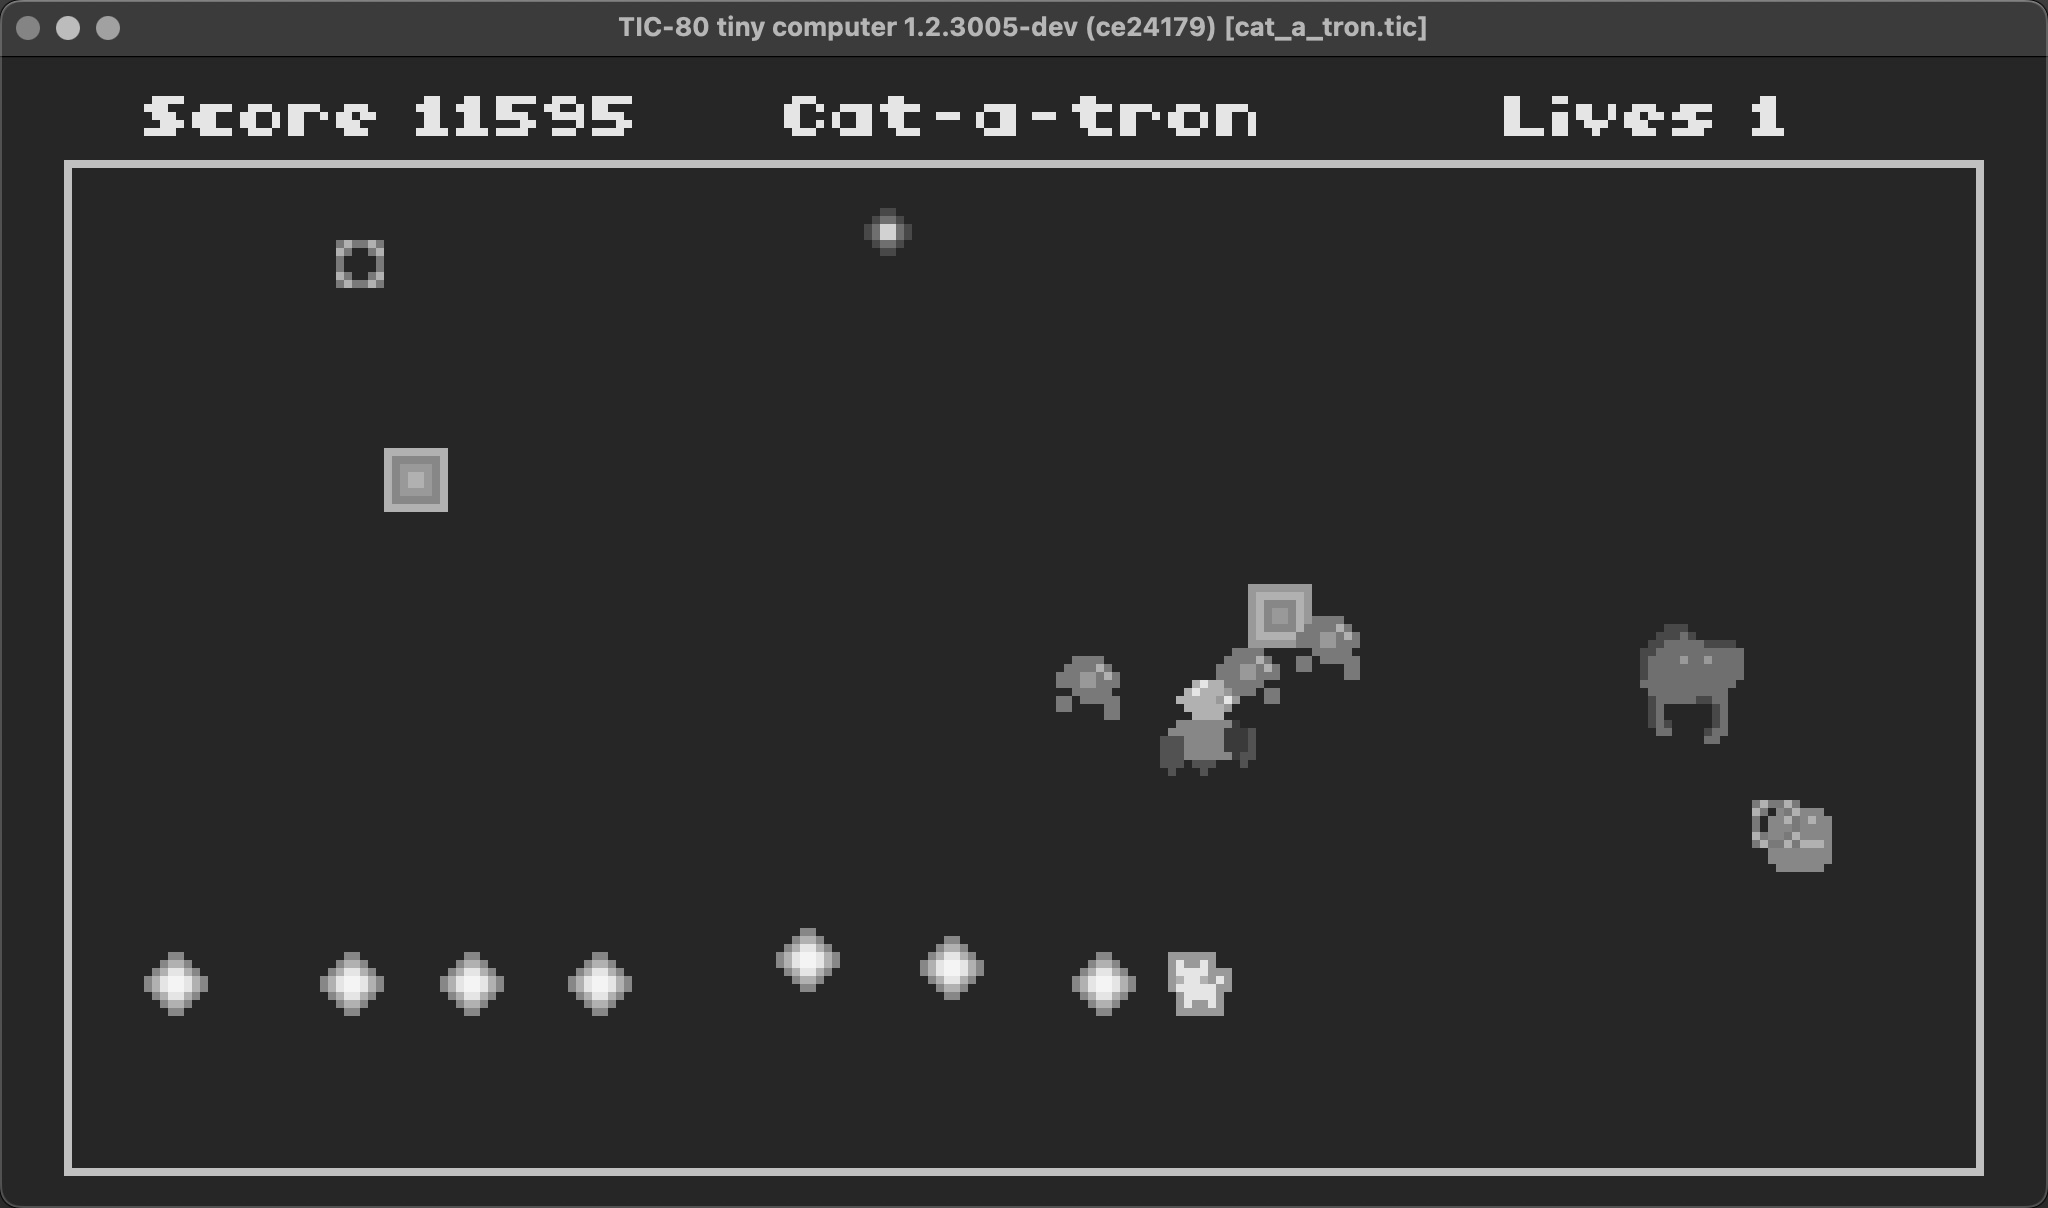 TIC-80 tiny computer 1.2.3005-dev (ce24179) [cat_a_tron.tic]
Score 11595 Cat-a-tron Lives 1